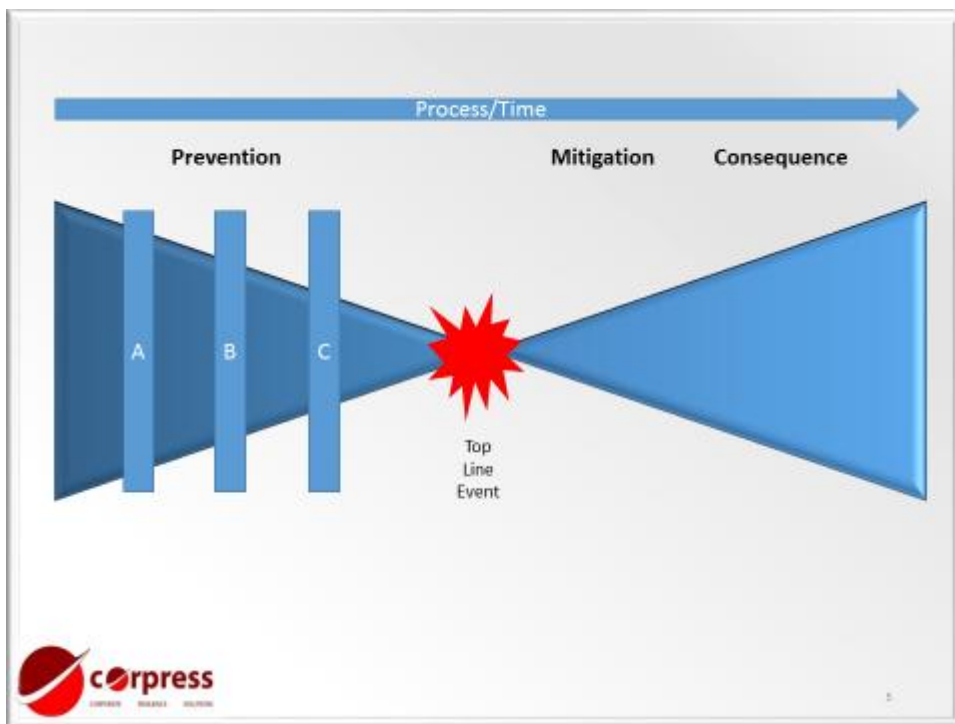 Process/Time
Prevention
Mitigation
Consequence
A
B
C
Top
Line
Event
corpress